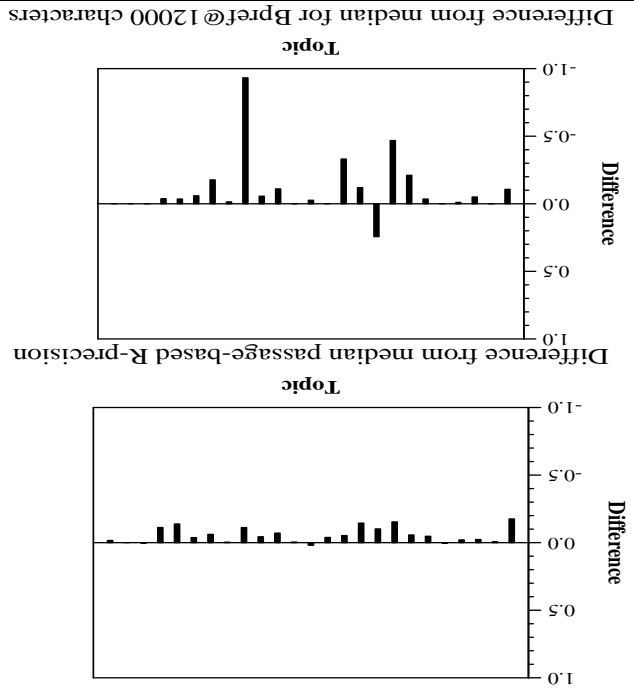 1.0
0.5
0.0
-0.5
-1.0
Difference
Topic
Difference from median passage-based R-precision
1.0
0.5
0.0
-0.5
-1.0
Difference
Topic
Difference from median for Bpref@12000 characters